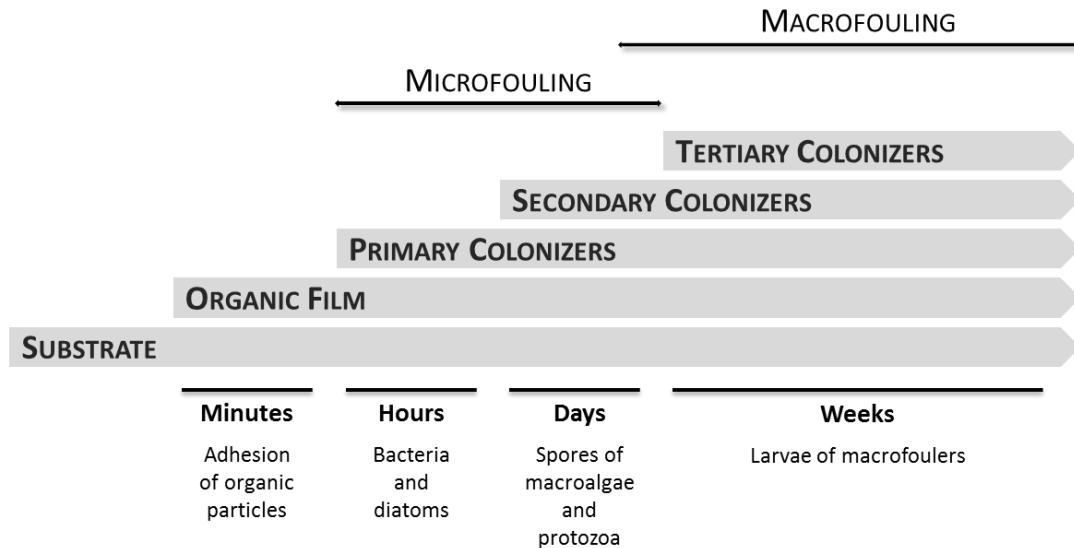 MACROFOULING
MICROFOULING
TERTIARY COLONIZERS
SECONDARY COLONIZERS
PRIMARY COLONIZERS
ORGANIC FILM
SUBSTRATE
Minutes
Adhesion
of organic
particles
Hours
Bacteria
and
diatoms
Days
Spores of
macroalgae
and
protozoa
Weeks
Larvae of macrofoulers